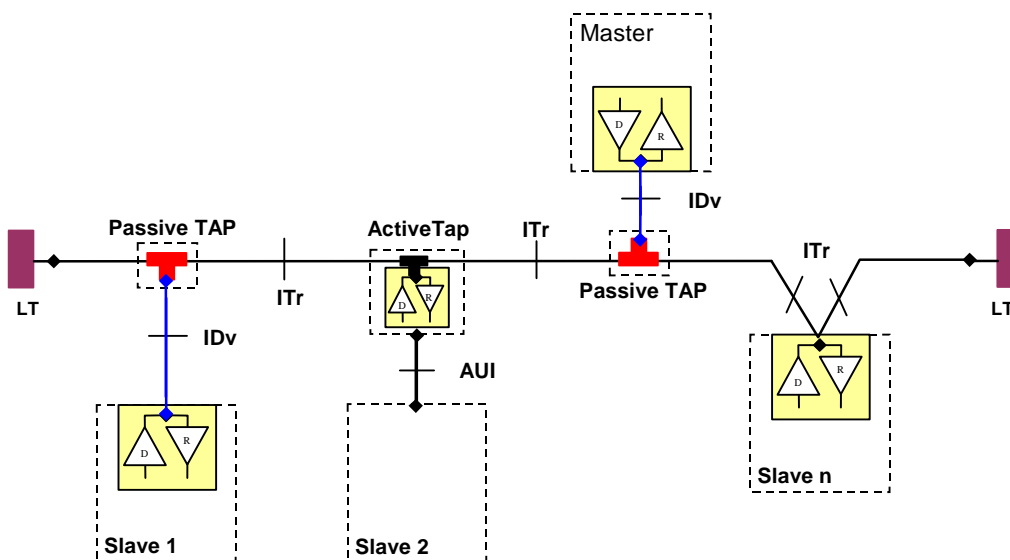 Master
D
R
IDv
Passive TAP
ActiveTap
ITr
ITr
LT
ITr
Passive TAP
LT
D
R
IDv
AUI
D
R
D
R
Slave n
Slave 1
Slave 2